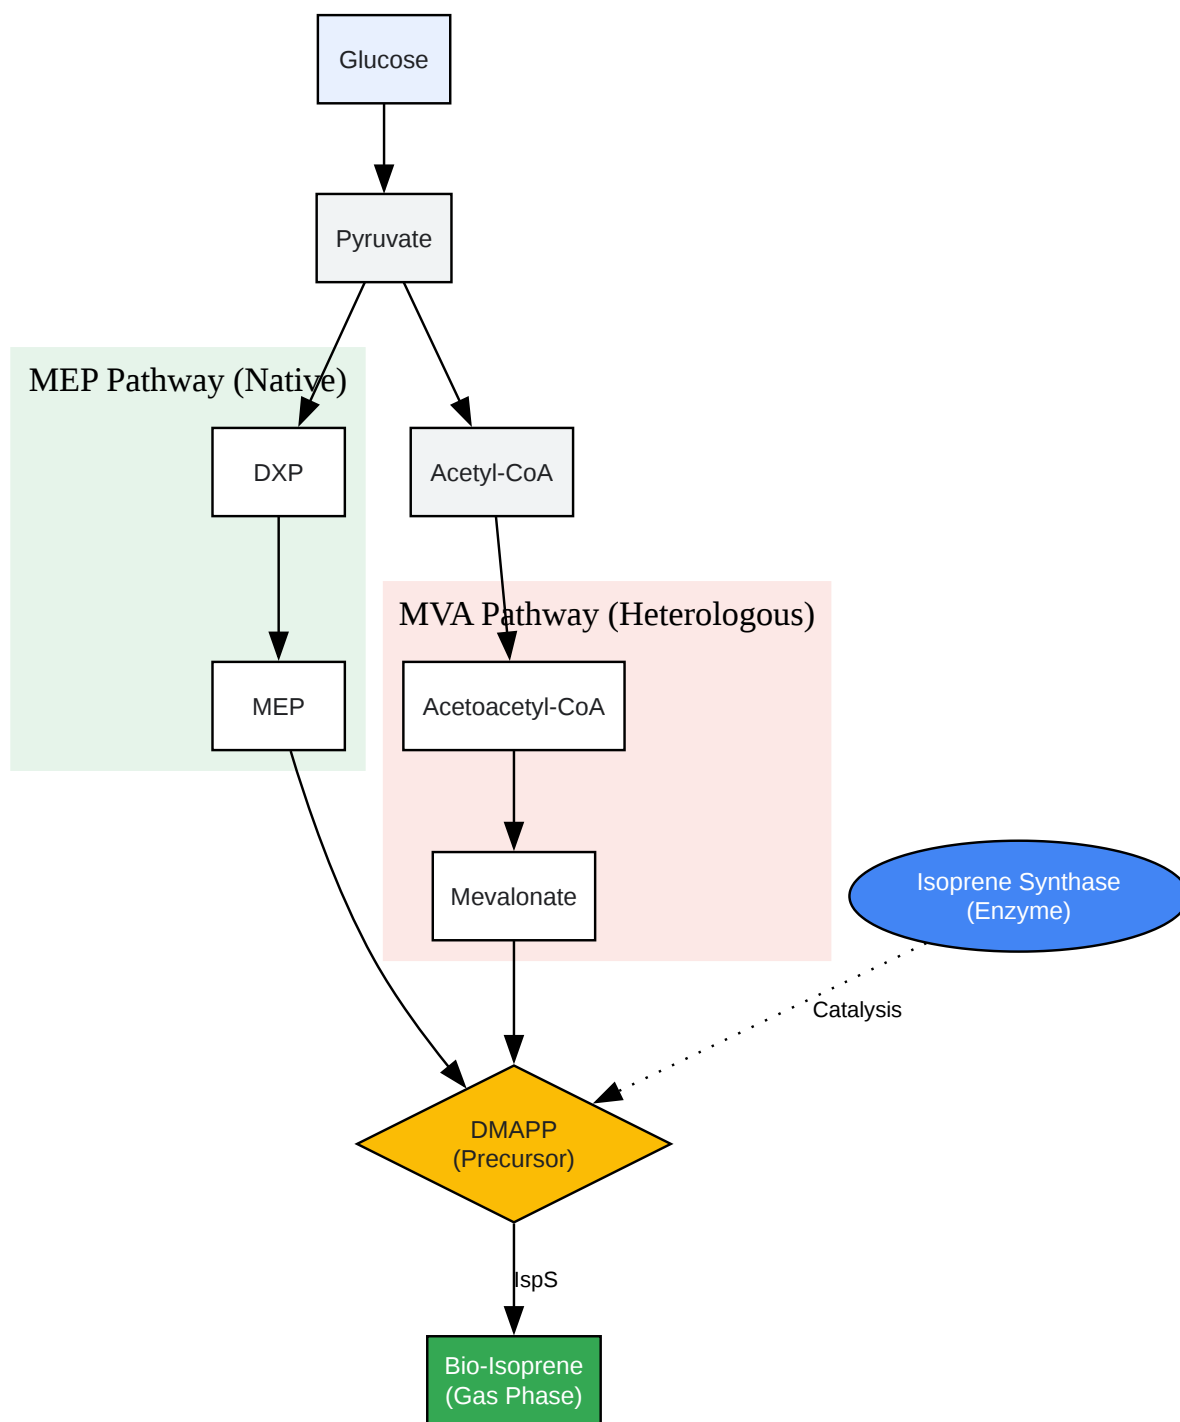 Glucose
Pyruvate
MEP Pathway (Native)
DXP
Acetyl-CoA
MVA Pathway (Heterologous)
MEP
Acetoacetyl-CoA
Mevalonate
Isoprene Synthase
(Enzyme)
Catalysis
DMAPP
(Precursor)
IspS
Bio-Isoprene
(Gas Phase)